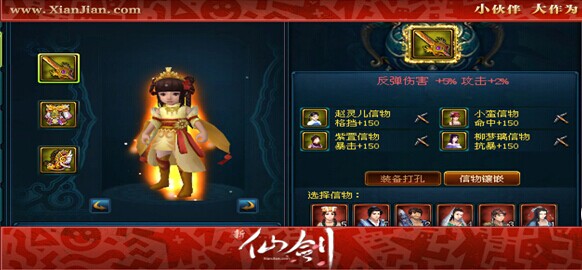 www.XianJian.com
小伙伴 大作为
反弹伤害 +5% 攻击+2%
赵灵儿信物
格挡+150
小蛮信物
命中+150
紫萱信物
暴击+150
柳梦璃信物
抗暴+150
装备打孔
信物镶嵌
选择信物:
新仙剑